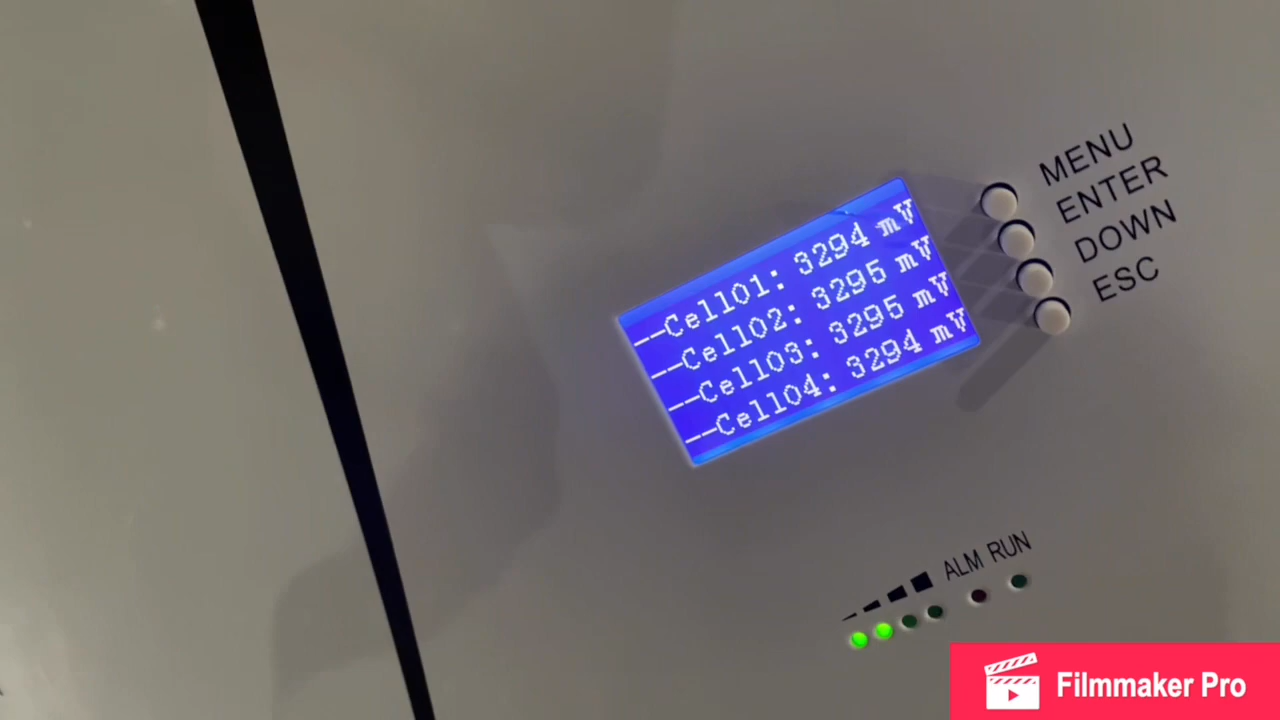 --Cell01: 3294 mV
--Cell02: 3295 mV
--Cell03: 3295 mV
--Cell04: 3294 mV
MENU
ENTER
DOWN
ESC
ALM RUN
Filmmaker Pro